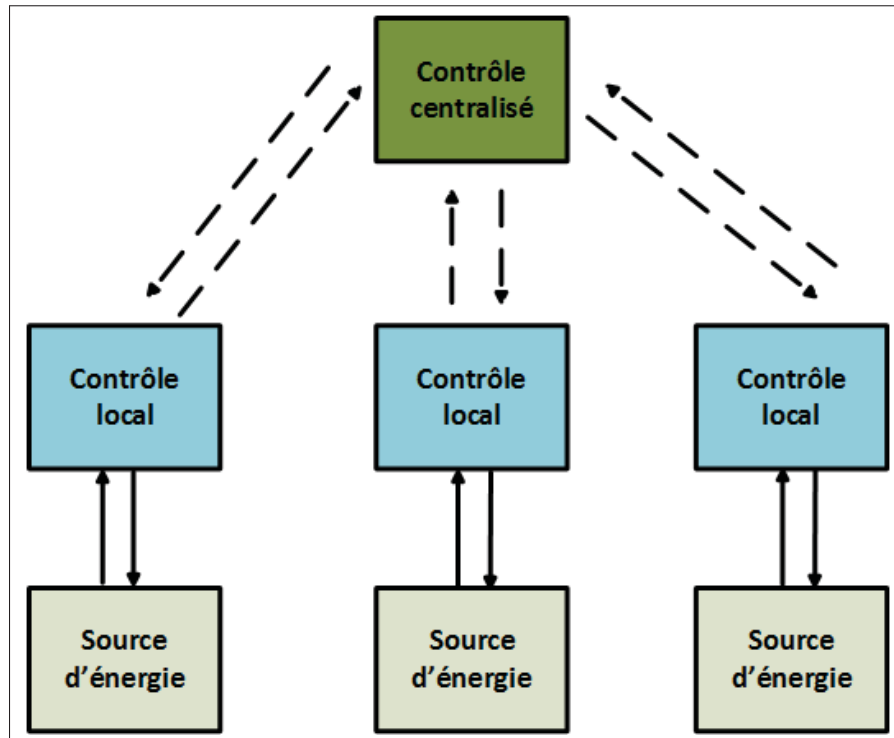 Contrôle
centralisé
Contrôle
local
Contrôle
local
Contrôle
local
Source
d’énergie
Source
d’énergie
Source
d’énergie